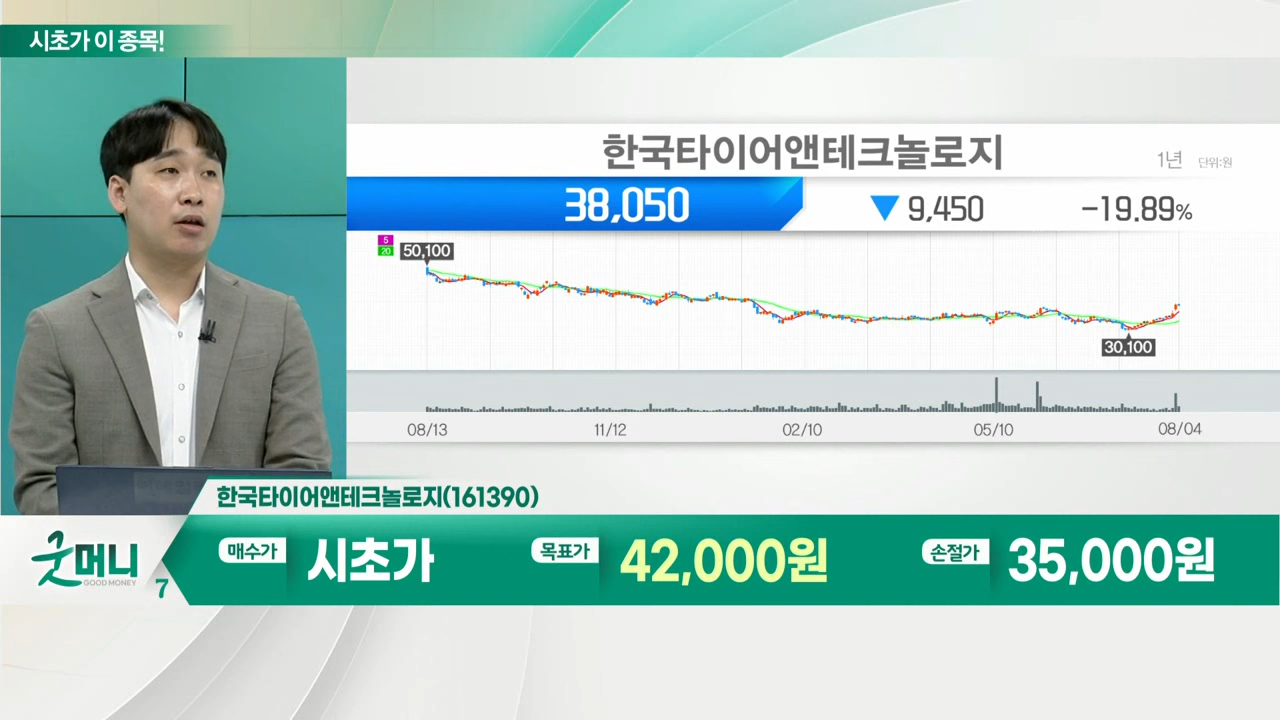 시초가 이 종목!
한국타이어앤테크놀로지
1년 단위:원
38,050 ▼ 9,450 -19.89%
5
20
50,100
30,100
08/13 11/12 02/10 05/10 08/04
한국타이어앤테크놀로지(161390)
매수가 시초가 목표가 42,000원 손절가 35,000원
굿머니
GOOD MONEY
7